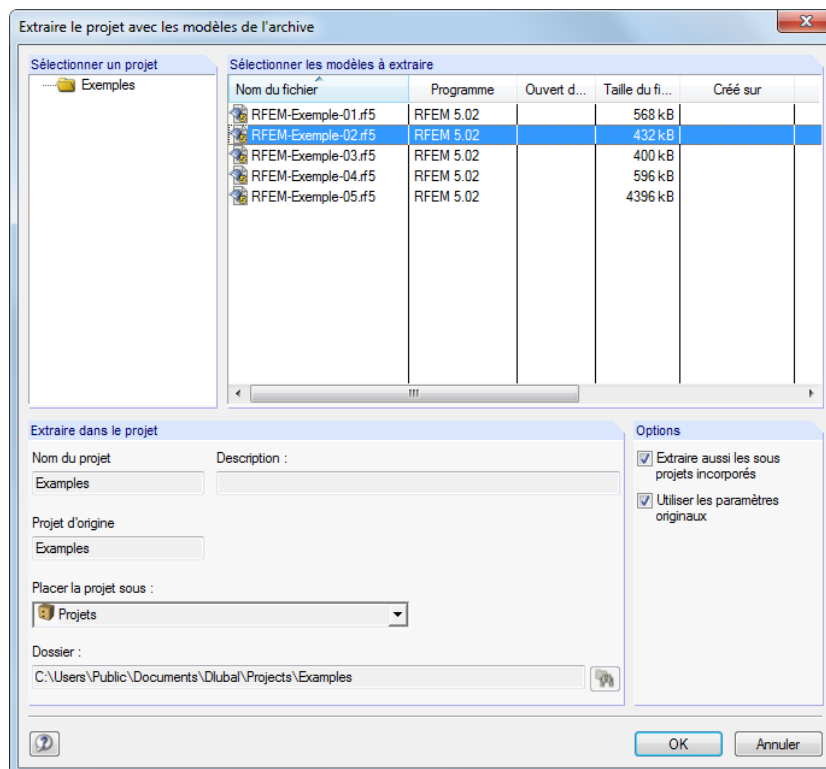 Extraire le projet avec les modèles de l'archive
Sélectionner un projet
Exemples
Sélectionner les modèles à extraire
Nom du fichier Programme Ouvert d... Taille du fi... Créé sur
RFEM-Exemple-01.rf5 RFEM 5.02 568 kB
RFEM-Exemple-02.rf5 RFEM 5.02 432 kB
RFEM-Exemple-03.rf5 RFEM 5.02 400 kB
RFEM-Exemple-04.rf5 RFEM 5.02 596 kB
RFEM-Exemple-05.rf5 RFEM 5.02 4396 kB
Extraire dans le projet
Nom du projet Description :
Examples
Projet d'origine
Examples
Placer la projet sous :
Projets
Dossier :
C:\Users\Public\Documents\Dlubal\Projects\Examples
Options
Extraire aussi les sous
projets incorporés
Utiliser les paramètres
originaux
OK Annuler